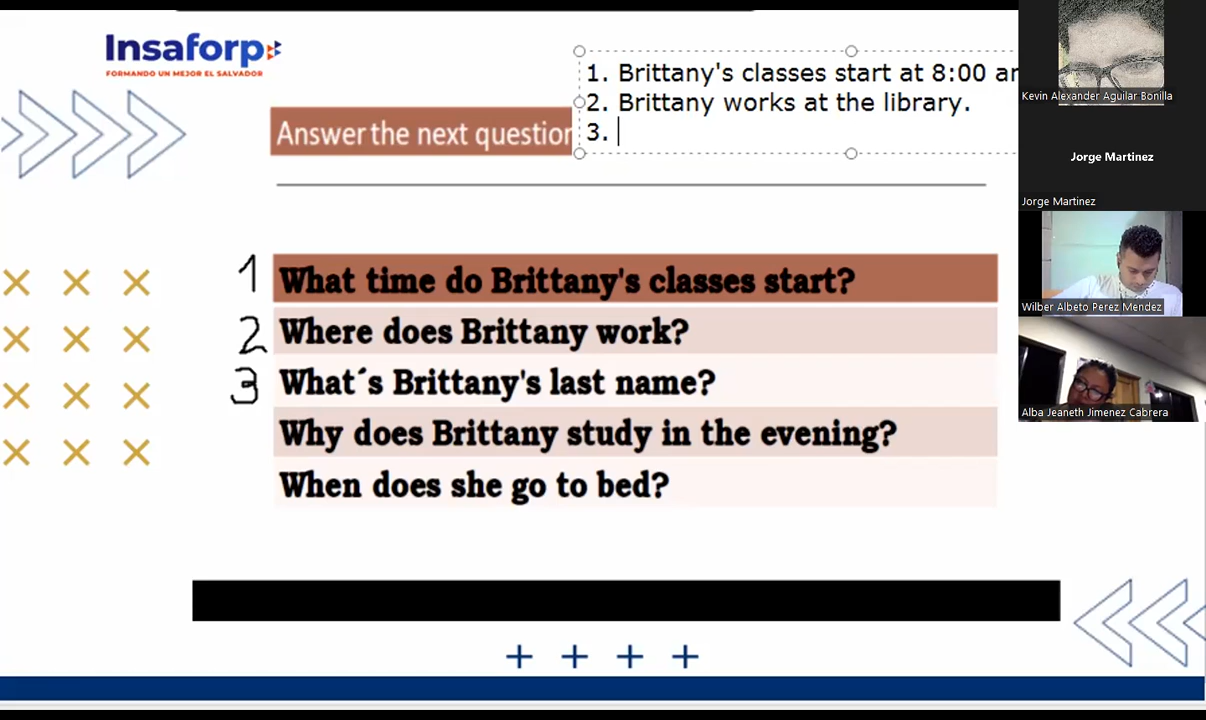 Insaforp
FORMANDO UN MEJOR EL SALVADOR
1. Brittany's classes start at 8:00 an
2. Brittany works at the library.
3.
Answer the next question
1 What time do Brittany's classes start?
2 Where does Brittany work?
3 What´s Brittany's last name?
Why does Brittany study in the evening?
When does she go to bed?
Kevin Alexander Aguilar Bonilla
Jorge Martinez
Jorge Martinez
Wilber Albeto Perez Mendez
Alba Jeaneth Jimenez Cabrera